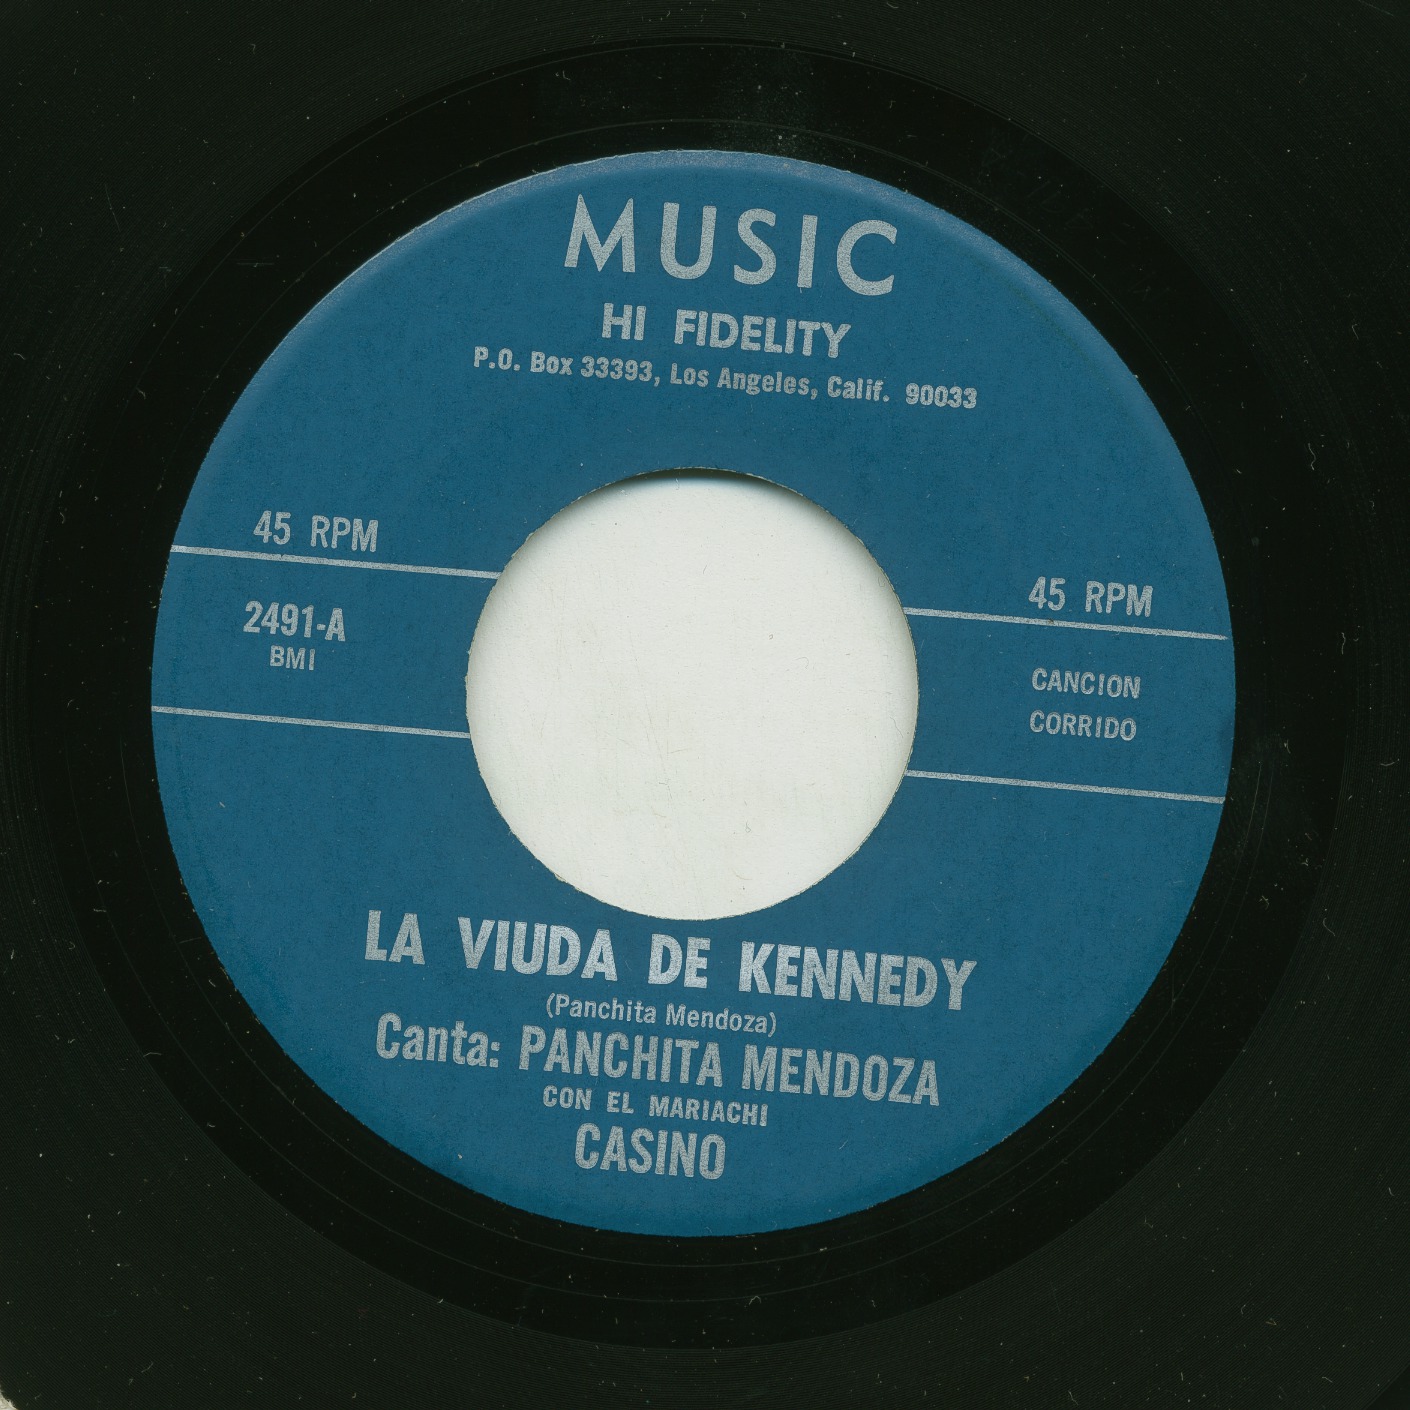 MUSIC
HI FIDELITY
P.O. Box 33393, Los Angeles, Calif. 90033
45 RPM
2491-A
BMI
45 RPM
CANCION
CORRIDO
LA VIUDA DE KENNEDY
(Panchita Mendoza)
Canta: PANCHITA MENDOZA
CON EL MARIACHI
CASINO